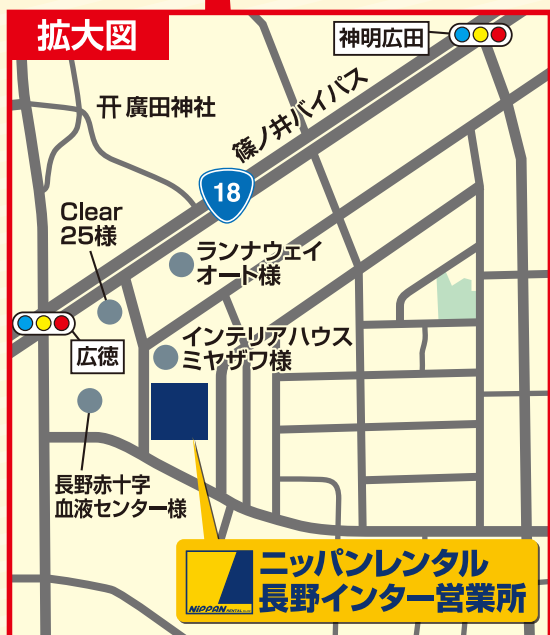 拡大図
神明広田
廣田神社
篠ノ井バイパス
18
Clear
25様
ランナウェイ
オート様
広徳
インテリアハウス
ミヤザワ様
長野赤十字
血液センター様
ニッパンレンタル
長野インター営業所
NiPPAN RENTAL